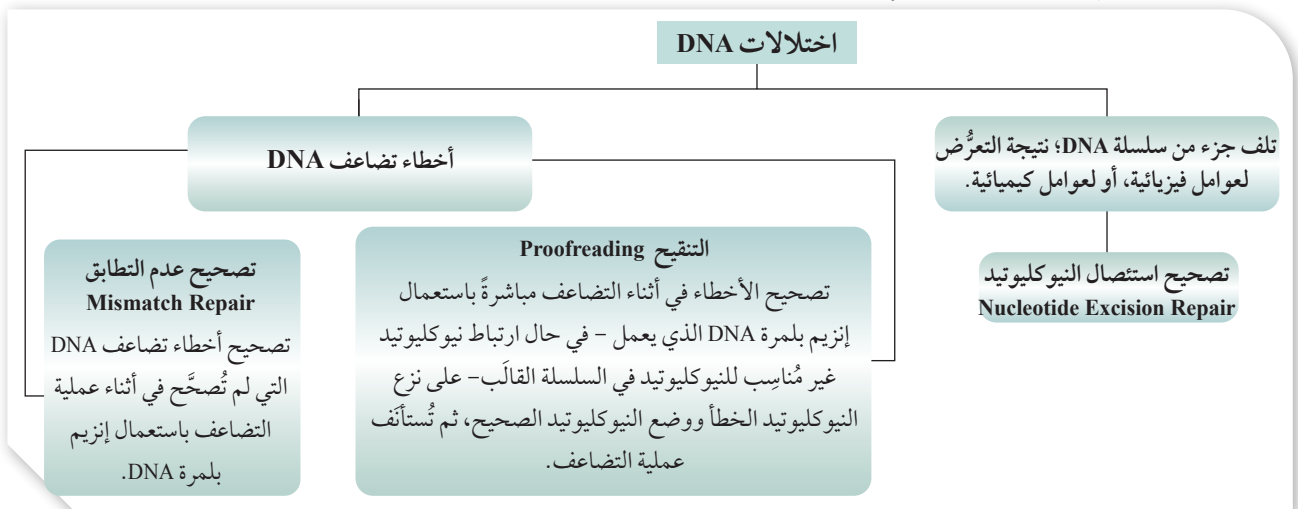 اختلالات DNA
تلف جزء من سلسلة DNA؛ نتيجة التعرُّض
لعوامل فيزيائية، أو لعوامل كيميائية.
تصحيح استئصال النيوكليوتيد
Nucleotide Excision Repair
أخطاء تضاعف DNA
التنقيح Proofreading
تصحيح الأخطاء في أثناء التضاعف مباشرةً باستعمال
إنزيم بلمرة DNA الذي يعمل – في حال ارتباط نيوكليوتيد
غير مُناسِب للنيوكليوتيد في السلسلة القالَب– على نزع
النيوكليوتيد الخطأ ووضع النيوكليوتيد الصحيح، ثم تُستأنَف
عملية التضاعف.
تصحيح عدم التطابق
Mismatch Repair
تصحيح أخطاء تضاعف DNA
التي لم تُصحَّح في أثناء عملية
التضاعف باستعمال إنزيم
بلمرة DNA.